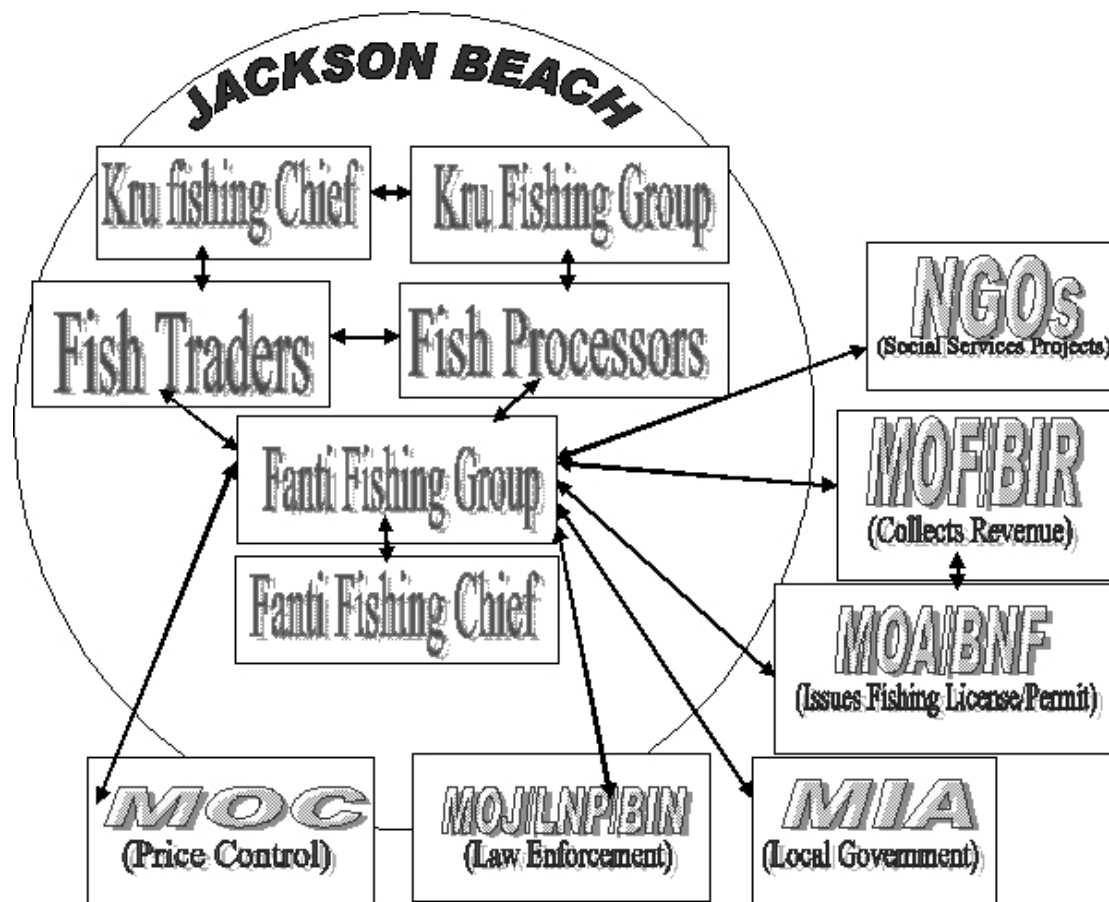 JACKSON BEACH
Kru fishing Chief
Kru Fishing Group
Fish Traders
Fish Processors
Fanti Fishing Group
Fanti Fishing Chief
NGOs
(Social Services Projects)
MOF/BIR
(Collects Revenue)
MOA/BNF
(Issues Fishing License/Permit)
MOC
(Price Control)
MOJ/LNP/BIN
(Law Enforcement)
MIA
(Local Government)